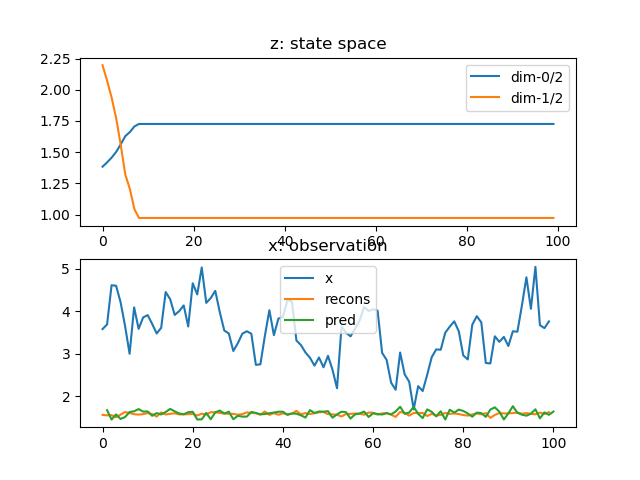 z: state space
2.25
2.00
1.75
1.50
1.25
1.00
dim-0/2
dim-1/2
0 20 40 60 80 100
x: observation
5
4
3
2
x
recons
pred
0 20 40 60 80 100